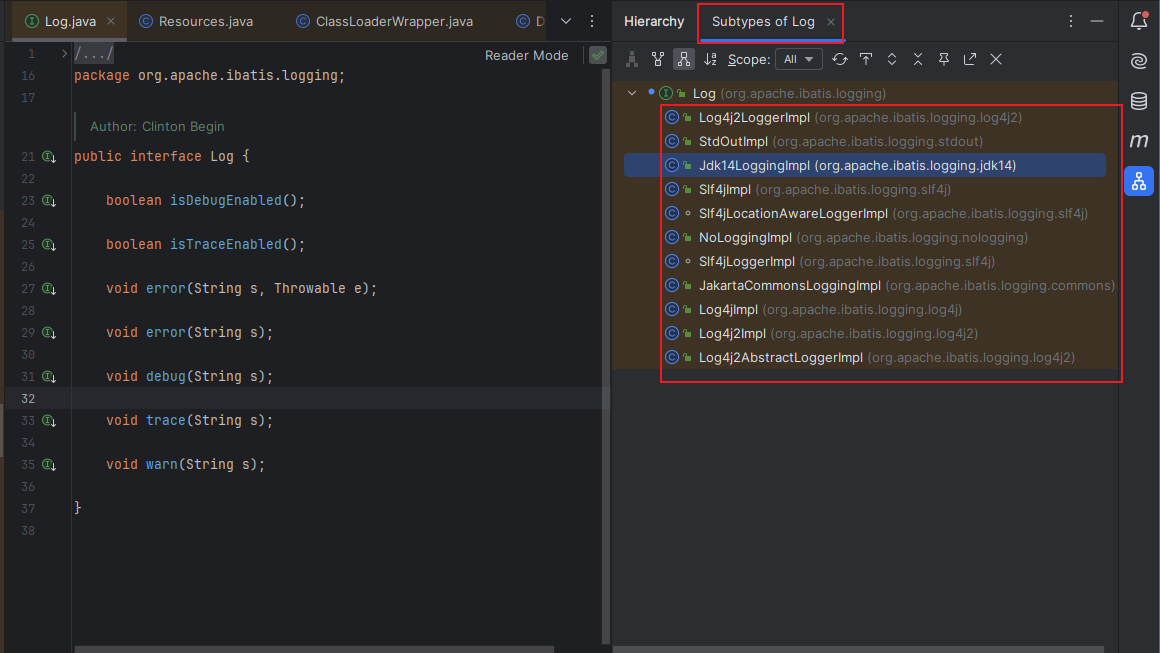 Log.java
Resources.java
ClassLoaderWrapper.java
D
1 /.../
Reader Mode
16 package org.apache.ibatis.logging;
17
Author: Clinton Begin
21 public interface Log {
22
23 boolean isDebugEnabled();
24
25 boolean isTraceEnabled();
26
27 void error(String s, Throwable e);
28
29 void error(String s);
30
31 void debug(String s);
32
33 void trace(String s);
34
35 void warn(String s);
36
37 }
38
Hierarchy
Subtypes of Log
Scope: All
Log (org.apache.ibatis.logging)
Log4j2LoggerImpl (org.apache.ibatis.logging.log4j2)
StdOutImpl (org.apache.ibatis.logging.stdout)
Jdk14LoggingImpl (org.apache.ibatis.logging.jdk14)
Slf4jImpl (org.apache.ibatis.logging.slf4j)
Slf4jLocationAwareLoggerImpl (org.apache.ibatis.logging.slf4j)
NoLoggingImpl (org.apache.ibatis.logging.nologging)
Slf4jLoggerImpl (org.apache.ibatis.logging.slf4j)
JakartaCommonsLoggingImpl (org.apache.ibatis.logging.commons)
Log4jImpl (org.apache.ibatis.logging.log4j)
Log4j2Impl (org.apache.ibatis.logging.log4j2)
Log4j2AbstractLoggerImpl (org.apache.ibatis.logging.log4j2)
m